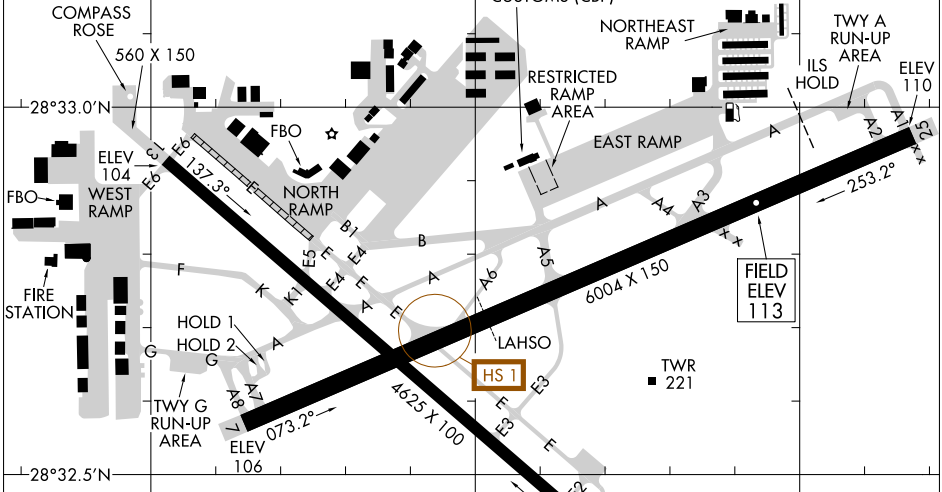 CUSTOMS (CBP)
COMPASS
ROSE
560 X 150
NORTHEAST
RAMP
TWY A
RUN-UP
AREA
ILS
HOLD
ELEV
110
28°33.0'N
RESTRICTED
RAMP
AREA
FBO
EAST RAMP
A
A1
A2
25
X X
E6
13
ELEV
104
E6
137.3°
E
253.2°
FBO
WEST
RAMP
NORTH
RAMP
A
A4
A3
X X
B1
B
E
E4
E5
A5
F
A
A6
6004 X 150
FIELD
ELEV
113
FIRE
STATION
K
K1
E4
E
A
E
HOLD 1
HOLD 2
A
LAHSO
G
G
HS 1
TWR
221
A7
A8
4625 X 100
E3
E
E3
TWY G
RUN-UP
AREA
7
073.2°
ELEV
106
E
28°32.5'N